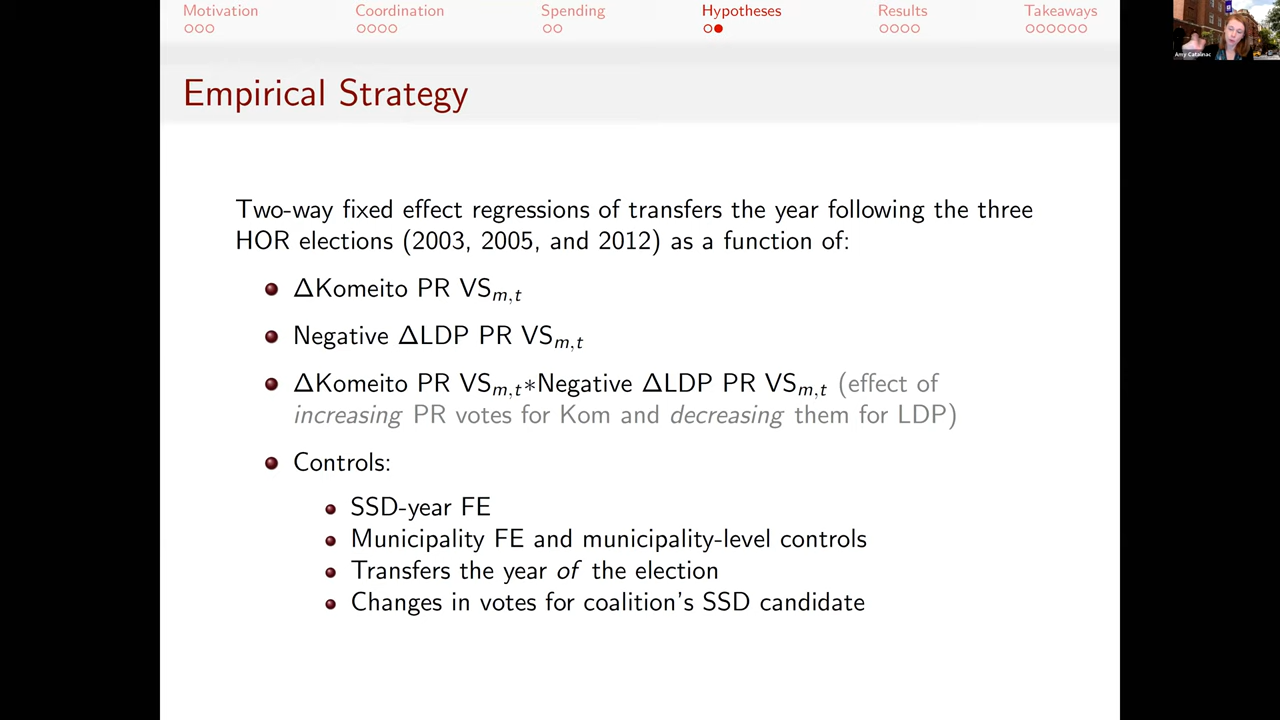 Motivation Coordination Spending Hypotheses Results Takeaways
Empirical Strategy
Two-way fixed effect regressions of transfers the year following the three
HOR elections (2003, 2005, and 2012) as a function of:
ΔKomeito PR VSm,t
Negative ΔLDP PR VSm,t
ΔKomeito PR VSm,t*Negative ΔLDP PR VSm,t (effect of
increasing PR votes for Kom and decreasing them for LDP)
Controls:
SSD-year FE
Municipality FE and municipality-level controls
Transfers the year of the election
Changes in votes for coalition's SSD candidate
Amy Catalinac